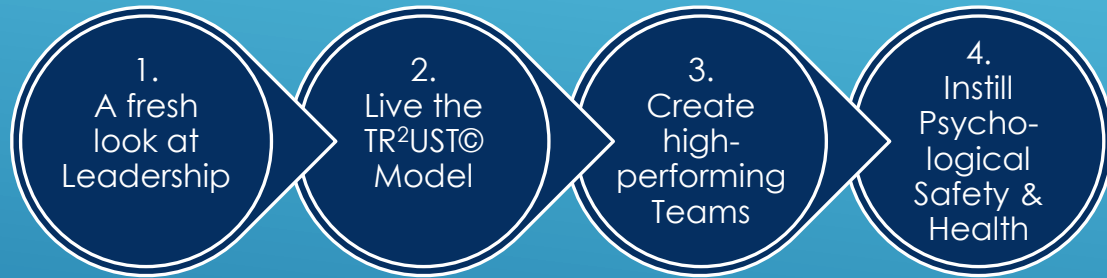 1.
A fresh
look at
Leadership
2.
Live the
TR²UST©
Model
3.
Create
high-
performing
Teams
4.
Instill
Psycho-
logical
Safety &
Health